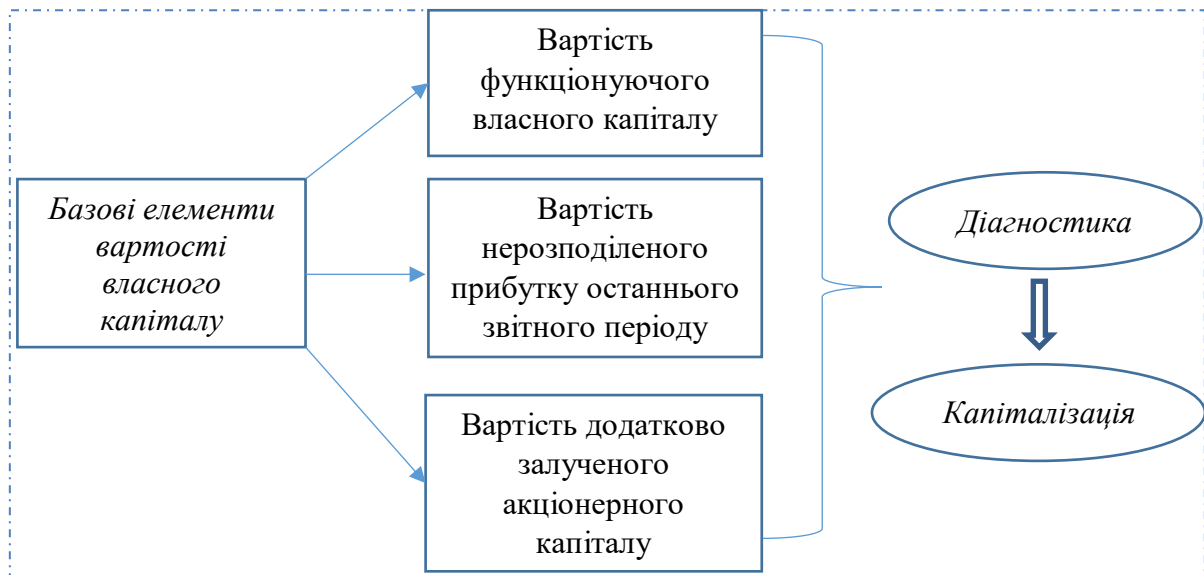 Базові елементи
вартості
власного
капіталу
Вартість
функціонуючого
власного капіталу
Вартість
нерозподіленого
прибутку останнього
звітного періоду
Вартість додатково
залученого
акціонерного
капіталу
Діагностика
Капіталізація